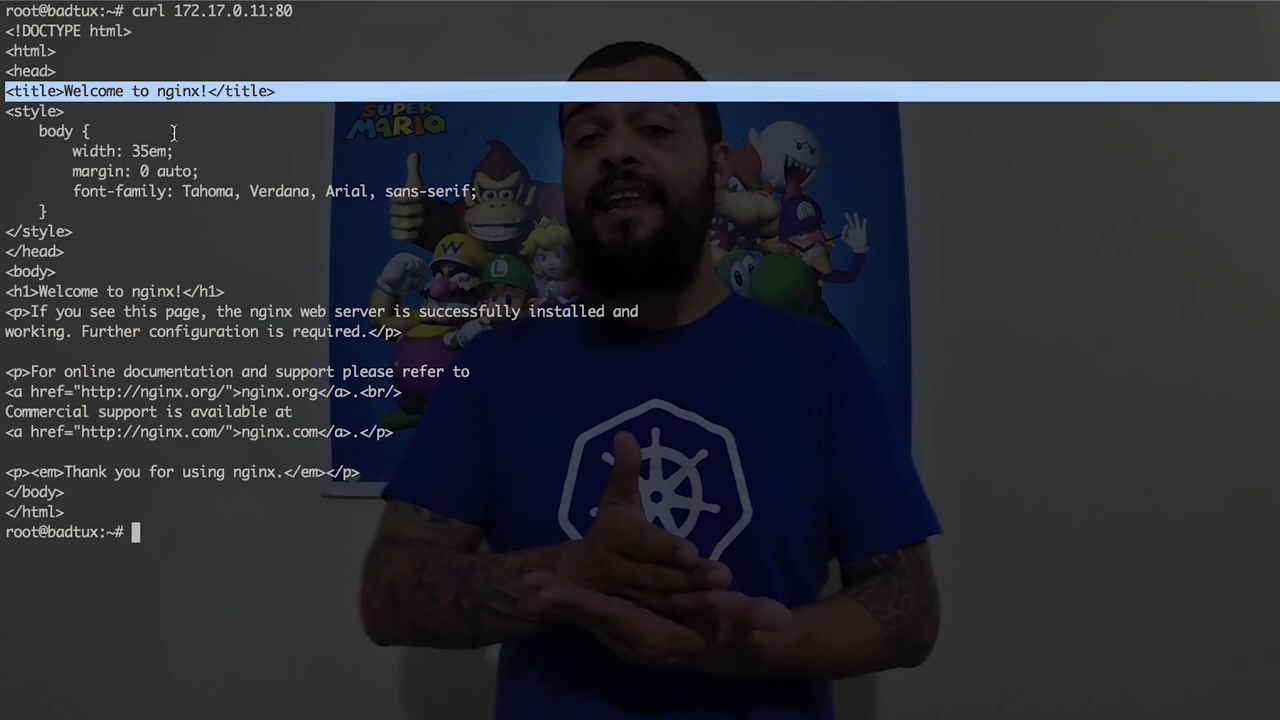 root@badtux:~# curl 172.17.0.11:80
<!DOCTYPE html>
<html>
<head>
<title>Welcome to nginx!</title>
<style>
    body {
        width: 35em;
        margin: 0 auto;
        font-family: Tahoma, Verdana, Arial, sans-serif;
    }
</style>
</head>
<body>
<h1>Welcome to nginx!</h1>
<p>If you see this page, the nginx web server is successfully installed and
working. Further configuration is required.</p>

<p>For online documentation and support please refer to
<a href="http://nginx.org/">nginx.org</a>.<br/>
Commercial support is available at
<a href="http://nginx.com/">nginx.com</a>.</p>

<p><em>Thank you for using nginx.</em></p>
</body>
</html>
root@badtux:~#
SUPER
MARIO
W
L